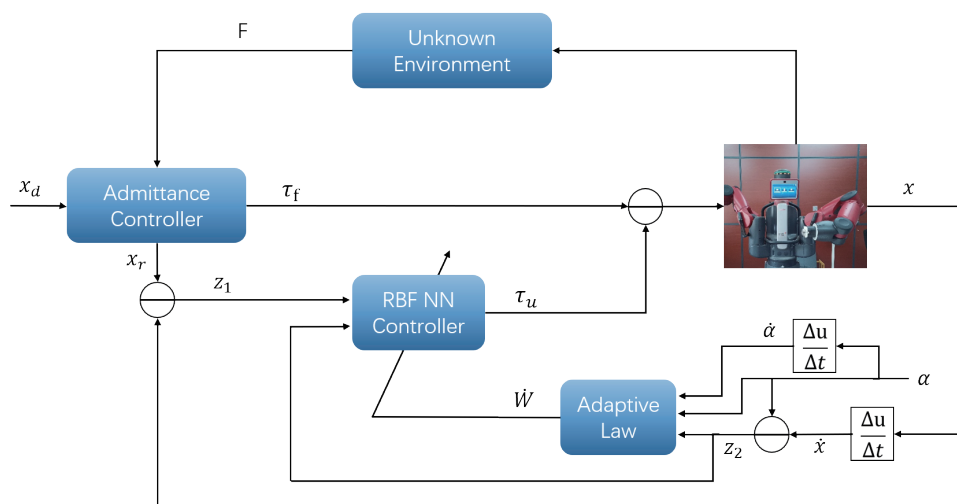 F
Unknown
Environment
x_d
Admittance
Controller
τ_f
x
x_r
z_1
RBF NN
Controller
τ_u
α̇
Δu
Δt
Ẇ
Adaptive
Law
α
z_2
ẋ
Δu
Δt